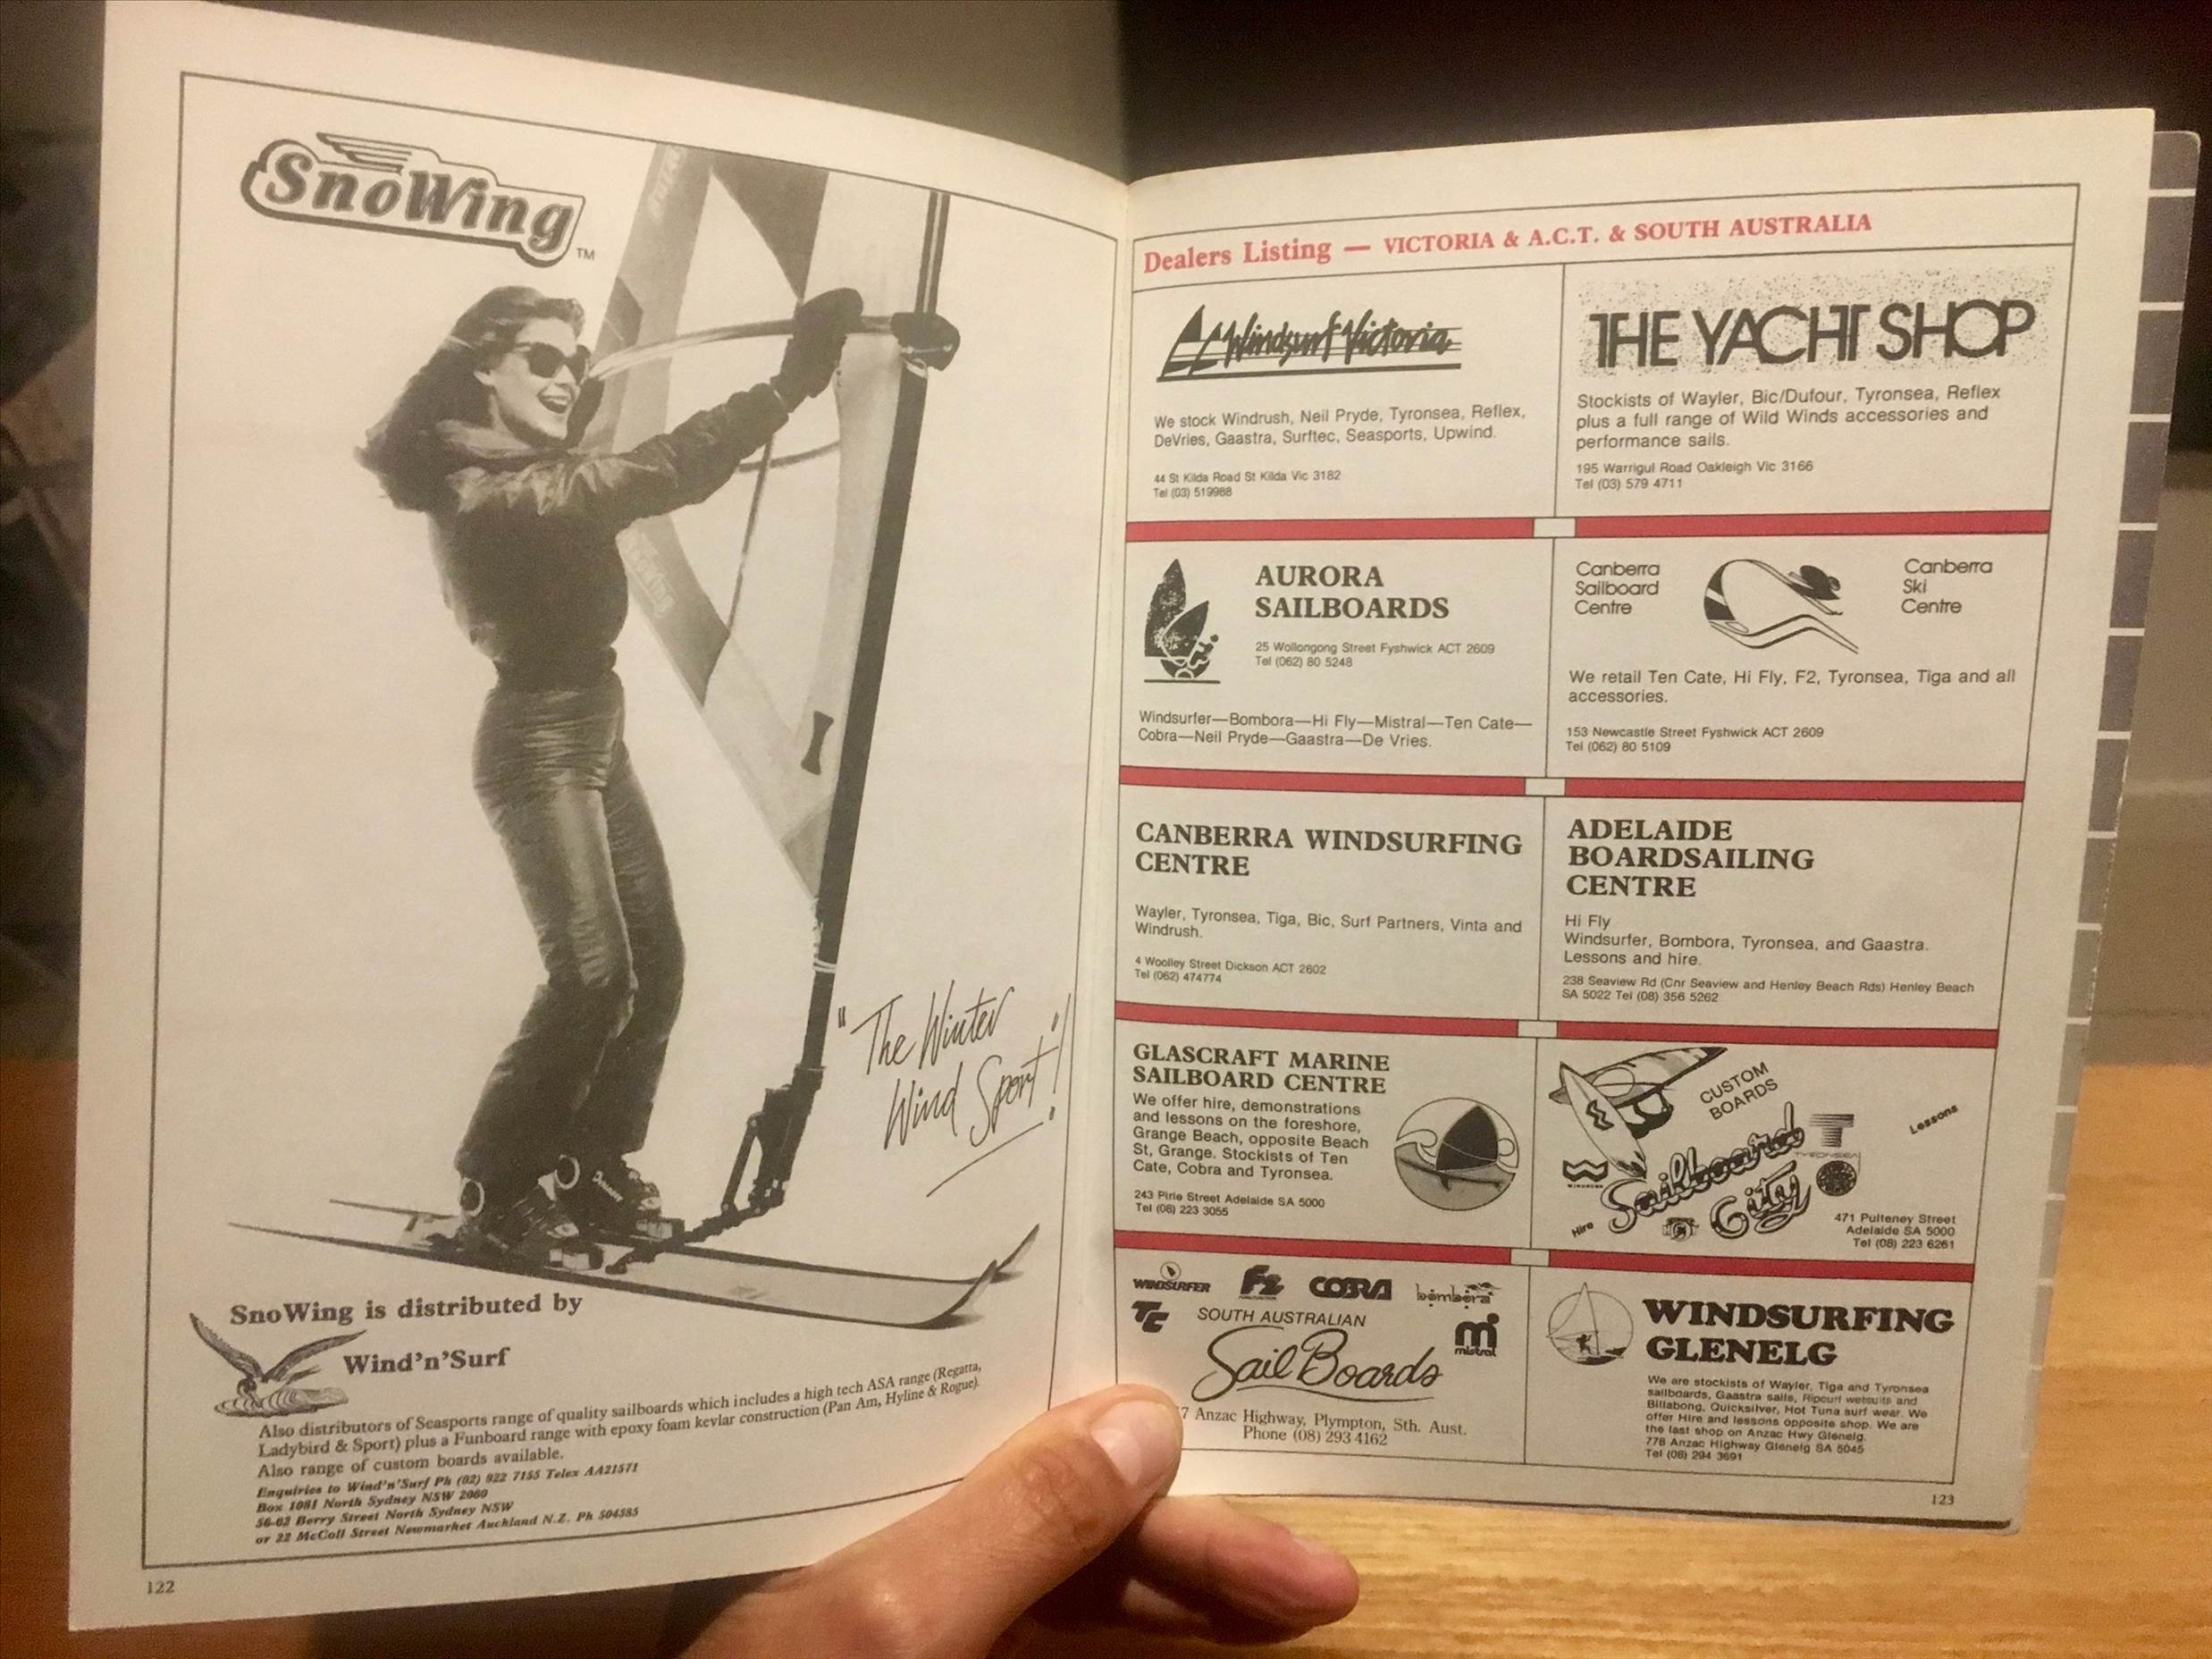 SnoWing
TM
"The Winter
Wind Sport"!
SnoWing is distributed by
Wind'n'Surf
Also distributors of Seasports range of quality sailboards which includes a high tech ASA range (Regatta,
Ladybird & Sport) plus a Funboard range with epoxy foam kevlar construction (Pan Am, Hyline & Rogue).
Also range of custom boards available.
Enquiries to Wind'n'Surf Ph (02) 922 7155 Telex AA21571
Box 1081 North Sydney NSW 2060
56-62 Berry Street North Sydney NSW
or 22 McColl Street Newmarket Auckland N.Z. Ph 504585
122
Dealers Listing — VICTORIA & A.C.T. & SOUTH AUSTRALIA
Windsurf Victoria
We stock Windrush, Neil Pryde, Tyronsea, Reflex,
DeVries, Gaastra, Surftec, Seasports, Upwind.
44 St Kilda Road St Kilda Vic 3182
Tel (03) 519988
THE YACHT SHOP
Stockists of Wayler, Bic/Dufour, Tyronsea, Reflex
plus a full range of Wild Winds accessories and
performance sails.
195 Warrigul Road Oakleigh Vic 3166
Tel (03) 579 4711
AURORA
SAILBOARDS
25 Wollongong Street Fyshwick ACT 2609
Tel (062) 80 5248
Windsurfer—Bombora—Hi Fly—Mistral—Ten Cate—
Cobra—Neil Pryde—Gaastra—De Vries.
Canberra
Sailboard
Centre
Canberra
Ski
Centre
We retail Ten Cate, Hi Fly, F2, Tyronsea, Tiga and all
accessories.
153 Newcastle Street Fyshwick ACT 2609
Tel (062) 80 5109
CANBERRA WINDSURFING
CENTRE
Wayler, Tyronsea, Tiga, Bic, Surf Partners, Vinta and
Windrush.
4 Woolley Street Dickson ACT 2602
Tel (062) 474774
ADELAIDE
BOARDSAILING
CENTRE
Hi Fly
Windsurfer, Bombora, Tyronsea, and Gaastra.
Lessons and hire.
238 Seaview Rd (Cnr Seaview and Henley Beach Rds) Henley Beach
SA 5022 Tel (08) 356 5262
GLASCRAFT MARINE
SAILBOARD CENTRE
We offer hire, demonstrations
and lessons on the foreshore,
Grange Beach, opposite Beach
St, Grange. Stockists of Ten
Cate, Cobra and Tyronsea.
243 Pirie Street Adelaide SA 5000
Tel (08) 223 3055
CUSTOM
BOARDS
Lessons
TYRONSEA
Sailboard
City
Hire
471 Pulteney Street
Adelaide SA 5000
Tel (08) 223 6261
WINDSURFER F2 COBRA bombora
TC SOUTH AUSTRALIAN
mistral
Sail Boards
7 Anzac Highway, Plympton, Sth. Aust.
Phone (08) 293 4162
WINDSURFING
GLENELG
We are stockists of Wayler, Tiga and Tyronsea
sailboards, Gaastra sails, Ripcurl wetsuits and
Billabong, Quicksilver, Hot Tuna surf wear. We
offer Hire and lessons opposite shop. We are
the last shop on Anzac Hwy Glenelg.
778 Anzac Highway Glenelg SA 5045
Tel (08) 294 3691
123